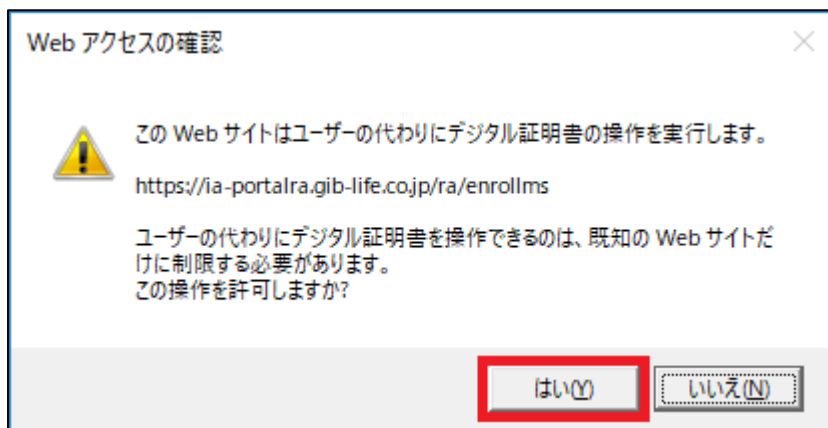 Web アクセスの確認
この Web サイトはユーザーの代わりにデジタル証明書の操作を実行します。
https://ia-portalra.gib-life.co.jp/ra/enrollms
ユーザーの代わりにデジタル証明書を操作できるのは、既知の Web サイトだ
けに制限する必要があります。
この操作を許可しますか?
はい(Y)
いいえ(N)